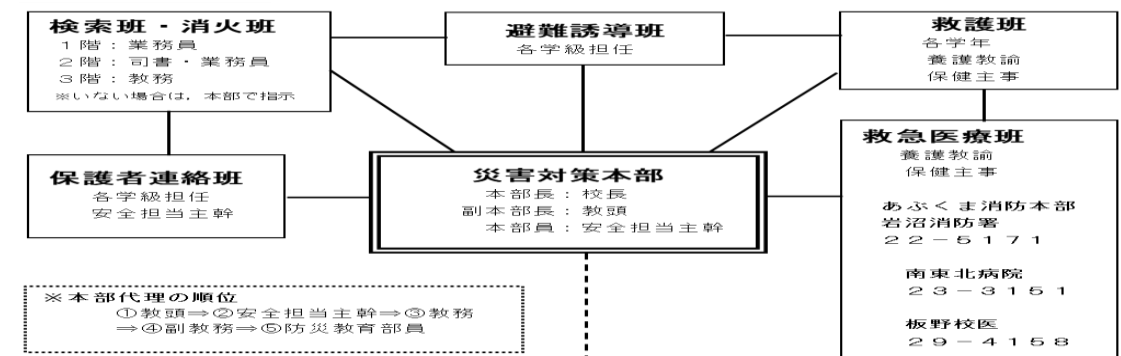 検索班・消火班
1階：業務員
2階：司書・業務員
3階：教務
※いない場合は，本部で指示
避難誘導班
各学級担任
救護班
各学年
養護教諭
保健主事
保護者連絡班
各学級担任
安全担当主幹
災害対策本部
本部長：校長
副本部長：教頭
本部員：安全担当主幹
救急医療班
養護教諭
保健主事
あぶくま消防本部
岩沼消防署
22－5171
南東北病院
23－3151
板野校医
29－4158
※本部代理の順位
①教頭⇒②安全担当主幹⇒③教務
⇒④副教務⇒⑤防災教育部員